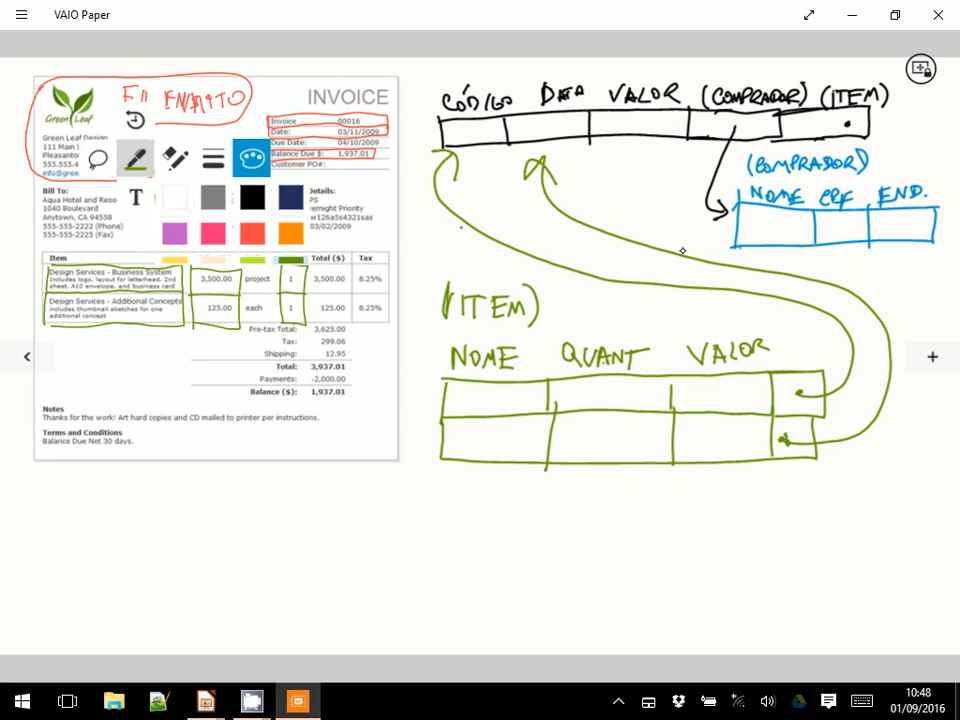 VAIO Paper
Green Leaf
INVOICE
Green Leaf Design
111 Main S
Pleasanto
555.555.4
info@gree
Invoice 00016
Date: 03/11/2009
Due Date: 04/10/2009
Balance Due $: 1,937.01
Customer PO#:
T
Bill To:
Aqua Hotel and Reso
1040 Boulevard
Anytown, CA 94558
555-555-2222 (Phone)
555-555-2225 (Fax)
Details:
PS
vernight Priority
w126a5e4321sas
03/02/2009
Item Total ($) Tax
Design Services - Business System
Includes logo, layout for letterhead, 2nd
sheet, A10 envelope, and business card
3,500.00 project 1 3,500.00 8.25%
Design Services - Additional Concepts
Includes thumbnail sketches for one
additional concept
125.00 each 1 125.00 8.25%
Pre-tax Total: 3,625.00
Tax: 299.06
Shipping: 12.95
Total: 3,937.01
Payments: -2,000.00
Balance ($): 1,937.01
Notes
Thanks for the work! Art hard copies and CD mailed to printer per instructions.
Terms and Conditions
Balance Due Net 30 days.
CÓDIGO DATA VALOR (COMPRADOR) (ITEM)
(COMPRADOR)
NOME CPF END.
(ITEM)
NOME QUANT VALOR
10:48
01/09/2016